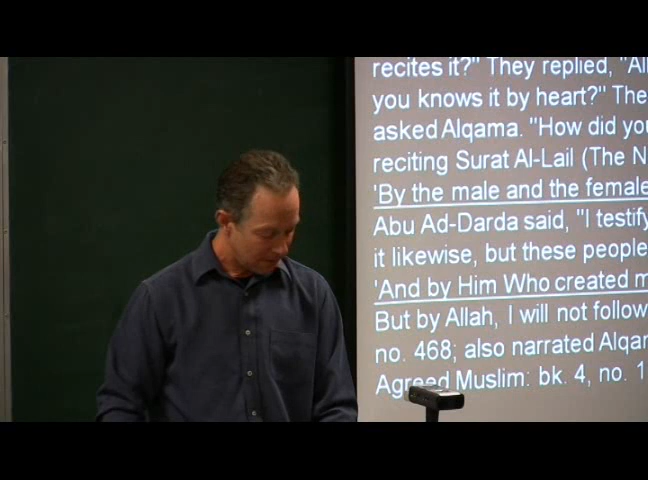 recites it?" They replied, "Al
you knows it by heart?" The
asked Alqama. "How did you
reciting Surat Al-Lail (The N
'By the male and the female
Abu Ad-Darda said, "I testify
it likewise, but these people
'And by Him Who created m
But by Allah, I will not follow
no. 468; also narrated Alqar
Agreed Muslim: bk. 4, no. 1